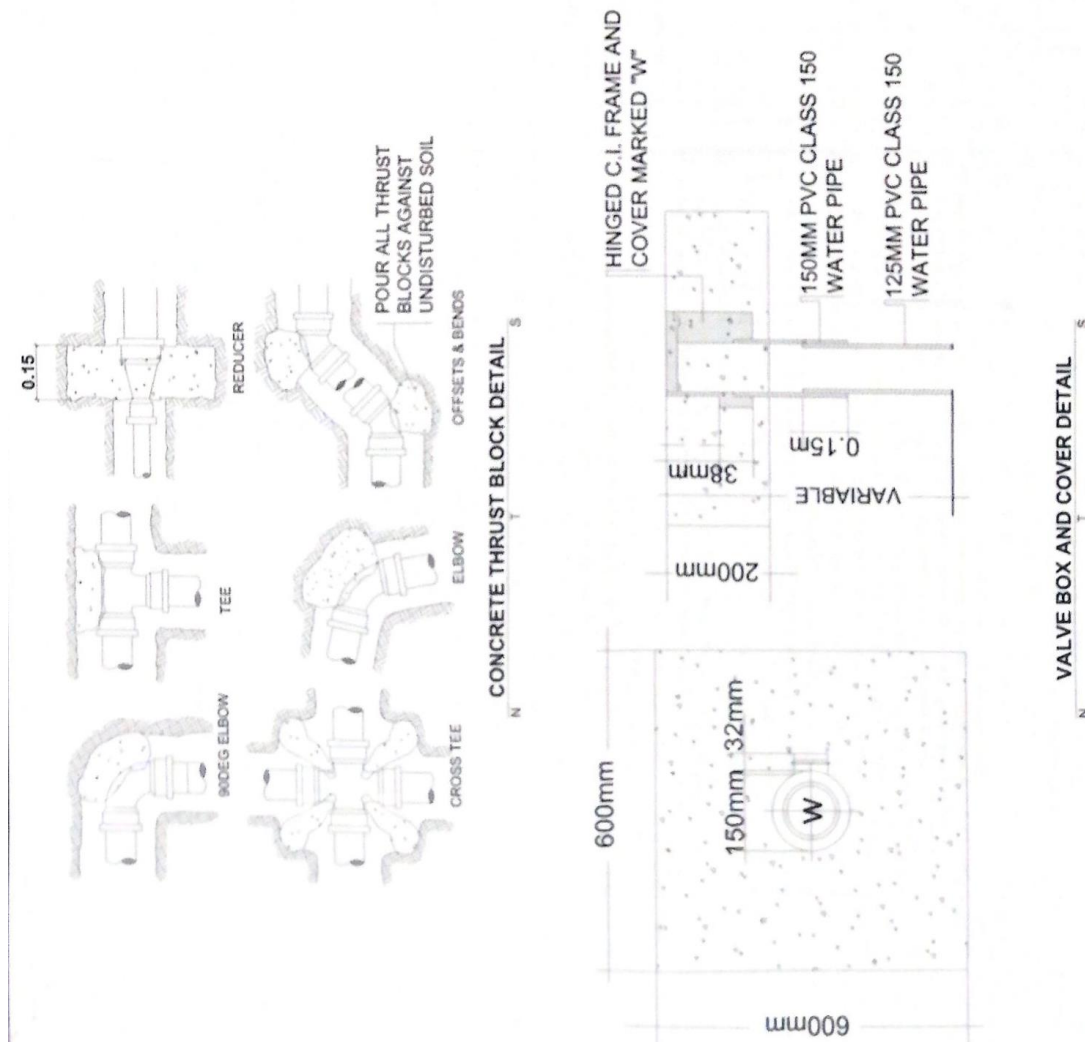 0.15
90DEG ELBOW
TEE
REDUCER
CROSS TEE
ELBOW
OFFSETS & BENDS
POUR ALL THRUST
BLOCKS AGAINST
UNDISTURBED SOIL
CONCRETE THRUST BLOCK DETAIL
N T S
600mm
600mm
150mm 32mm
W
200mm
38mm
VARIABLE
0.15m
HINGED C.I. FRAME AND
COVER MARKED "W"
150MM PVC CLASS 150
WATER PIPE
125MM PVC CLASS 150
WATER PIPE
VALVE BOX AND COVER DETAIL
N T S